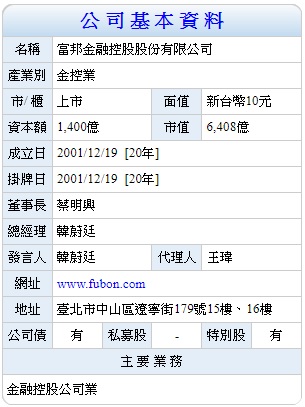 公司基本資料
名稱 富邦金融控股股份有限公司
產業別 金控業
市/櫃 上市 面值 新台幣10元
資本額 1,400億 市值 6,408億
成立日 2001/12/19 [20年]
掛牌日 2001/12/19 [20年]
董事長 蔡明興
總經理 韓蔚廷
發言人 韓蔚廷 代理人 王瑋
網址 www.fubon.com
地址 臺北市中山區遼寧街179號15樓、16樓
公司債 有 私募股 - 特別股 有
主要業務
金融控股公司業